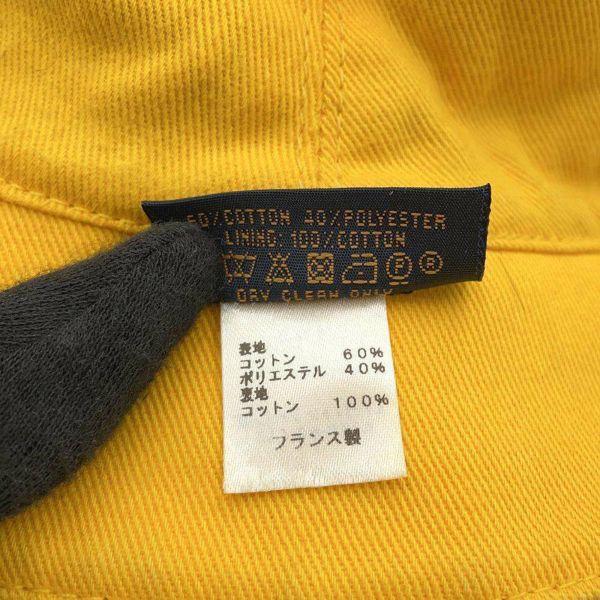 60%COTTON 40%POLYESTER
LINING: 100%COTTON
P R
DRY CLEAN ONLY
表地
コットン 60%
ポリエステル 40%
裏地
コットン 100%
フランス製